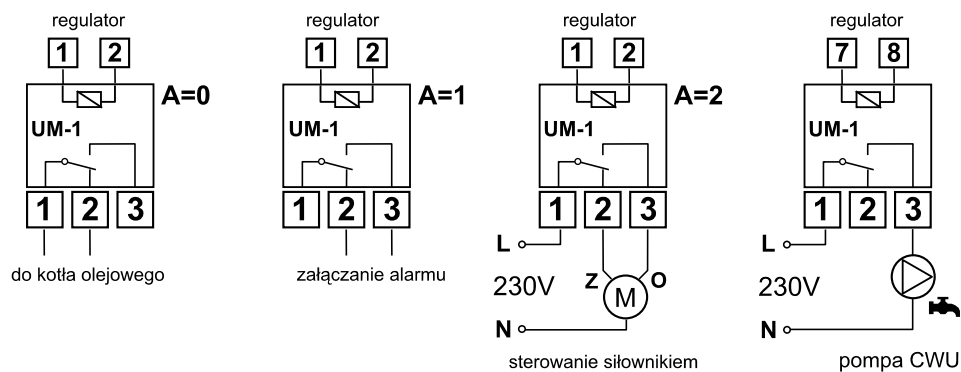 regulator
1 2
A=0
UM-1
1 2 3
do kotła olejowego
regulator
1 2
A=1
UM-1
1 2 3
załączanie alarmu
regulator
1 2
A=2
UM-1
1 2 3
L
230V
Z M O
N
sterowanie siłownikiem
regulator
7 8
UM-1
1 2 3
L
230V
N
pompa CWU